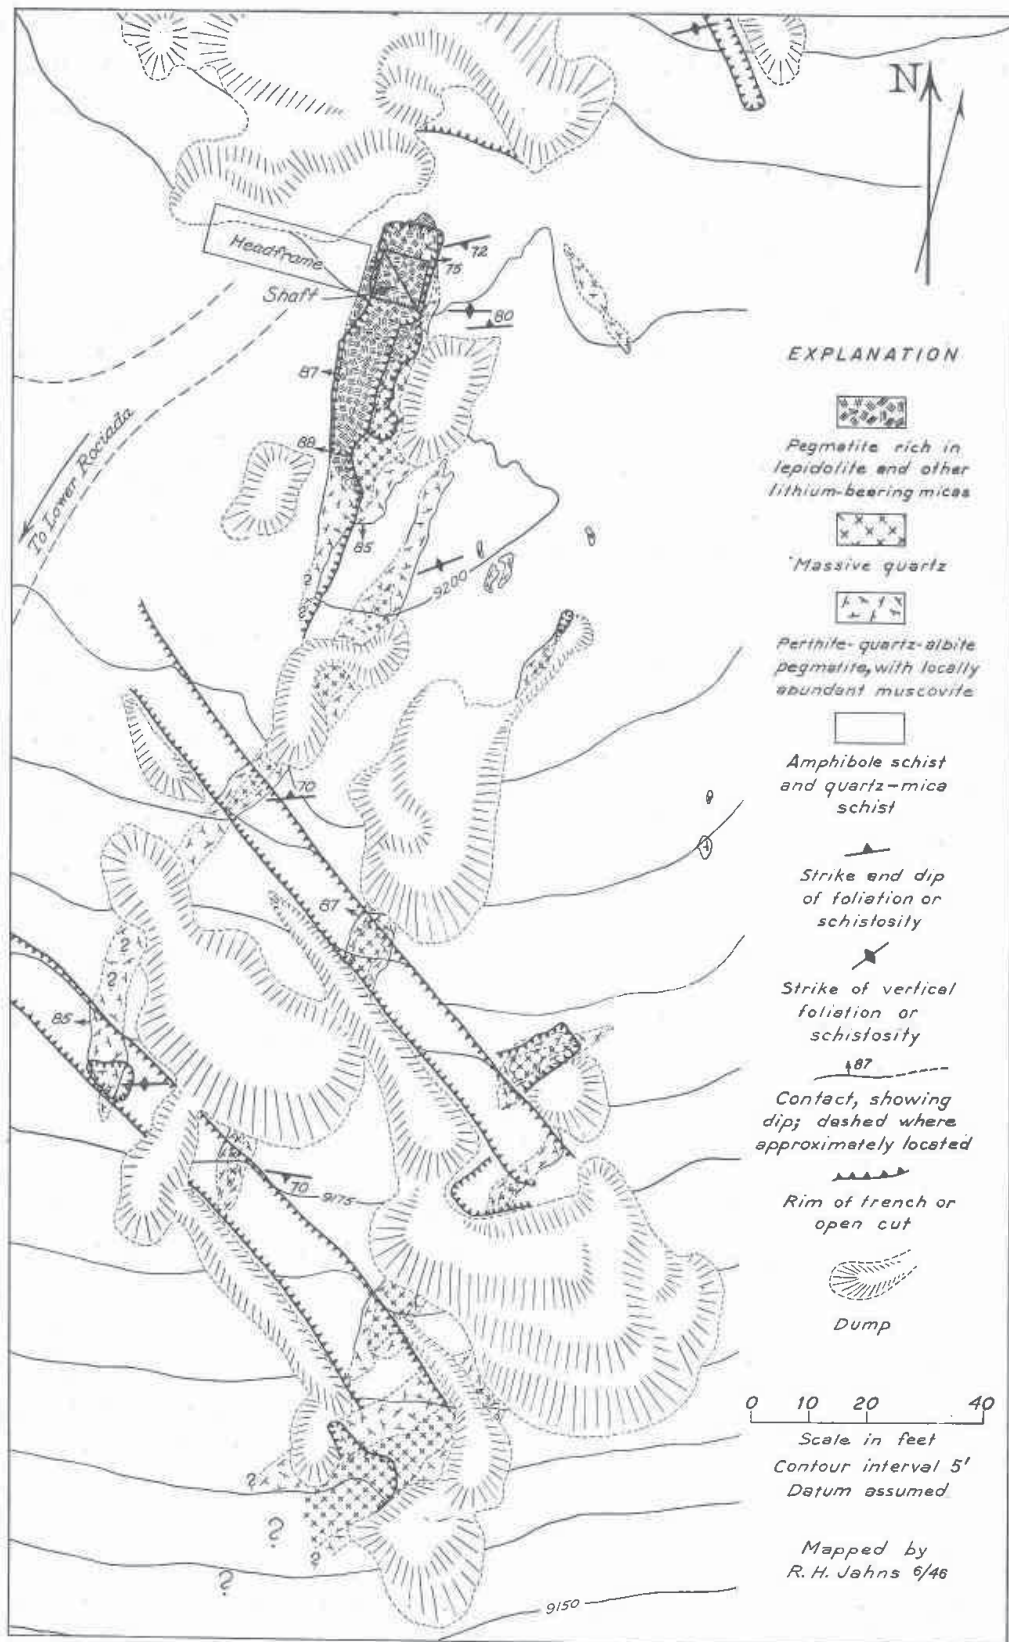 N
Headframe
Shaft
72
75
80
87
88
85
To Lower Rociada
9200
?
?
70
87
?
?
85
70
9175
?
?
?
?
9150
EXPLANATION
Pegmatite rich in
lepidolite and other
lithium-bearing micas
Massive quartz
Perthite-quartz-albite
pegmatite, with locally
abundant muscovite
Amphibole schist
and quartz-mica
schist
Strike and dip
of foliation or
schistosity
Strike of vertical
foliation or
schistosity
87
Contact, showing
dip; dashed where
approximately located
Rim of trench or
open cut
Dump
0 10 20 40
Scale in feet
Contour interval 5'
Datum assumed
Mapped by
R. H. Jahns 6/46